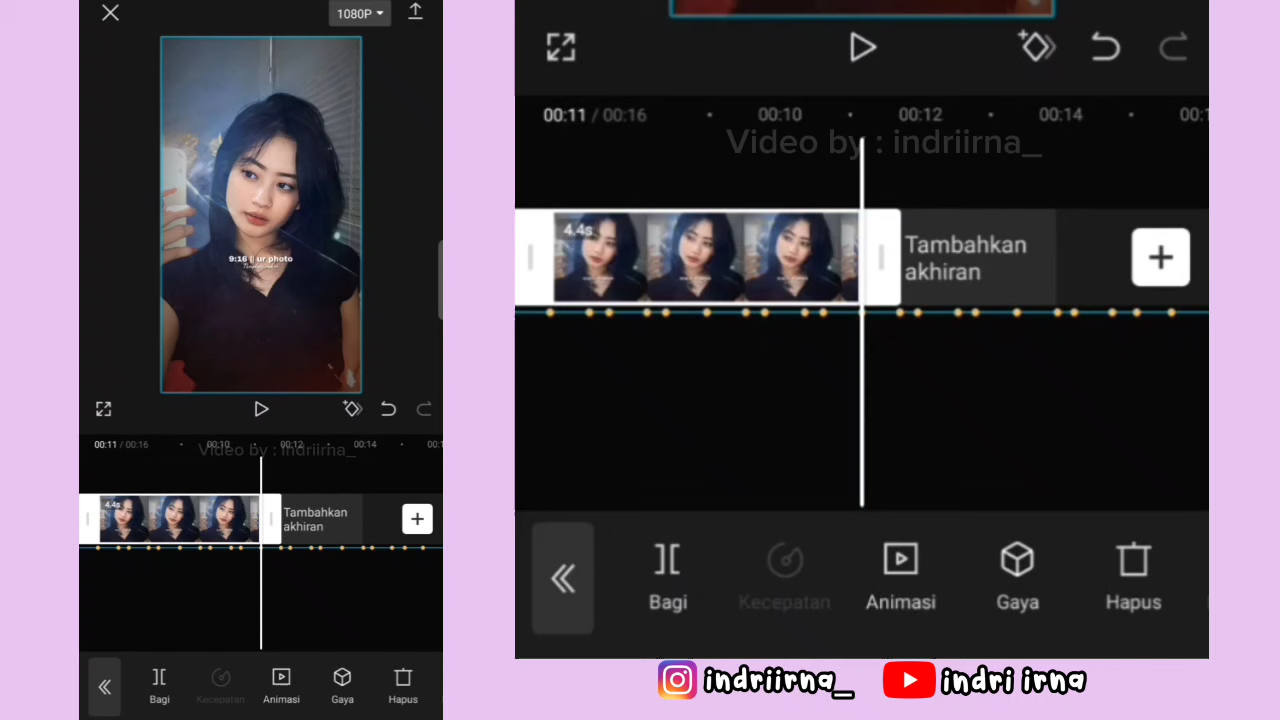 1080P
9:16 || ur photo
00:11 / 00:16
00:10
00:12
00:14
Video by : indriirna_
4.4s
Tambahkan
akhiran
Bagi
Kecepatan
Animasi
Gaya
Hapus
00:11 / 00:16
00:10
00:12
00:14
Video by : indriirna_
4.4s
Tambahkan
akhiran
Bagi
Kecepatan
Animasi
Gaya
Hapus
indriirna_
indri irna